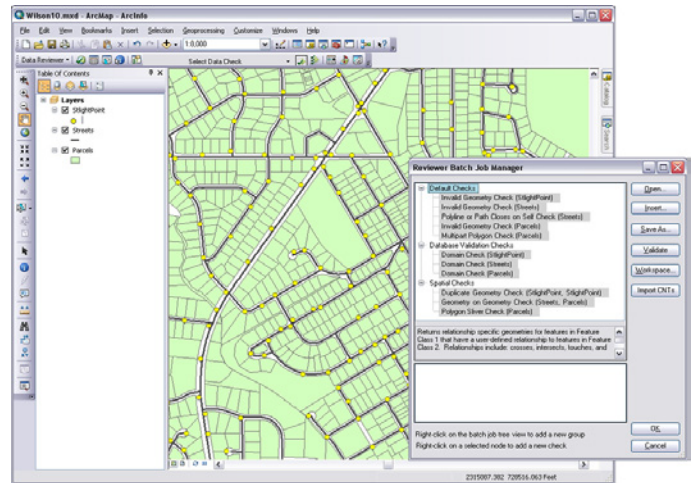 Wilson10.mxd - ArcMap - ArcInfo
File Edit View Bookmarks Insert Selection Geoprocessing Customize Windows Help
1:8,000
Data Reviewer Select Data Check
Table Of Contents
Layers
StlightPoint
Streets
Parcels
Catalog
Search
Reviewer Batch Job Manager
Default Checks
Invalid Geometry Check (StlightPoint)
Invalid Geometry Check (Streets)
Polyline or Path Closes on Self Check (Streets)
Invalid Geometry Check (Parcels)
Multipart Polygon Check (Parcels)
Database Validation Checks
Domain Check (StlightPoint)
Domain Check (Streets)
Domain Check (Parcels)
Spatial Checks
Duplicate Geometry Check (StlightPoint, StlightPoint)
Geometry on Geometry Check (Streets, Parcels)
Polygon Sliver Check (Parcels)
Open...
Insert...
Save As...
Validate
Workspace...
Import CNTs
Returns relationship specific geometries for features in Feature
Class 1 that have a user-defined relationship to features in Feature
Class 2. Relationships include: crosses, intersects, touches, and
Right-click on the batch job tree view to add a new group
Right-click on a selected node to add a new check
OK
Cancel
2315087.382 728516.063 Feet